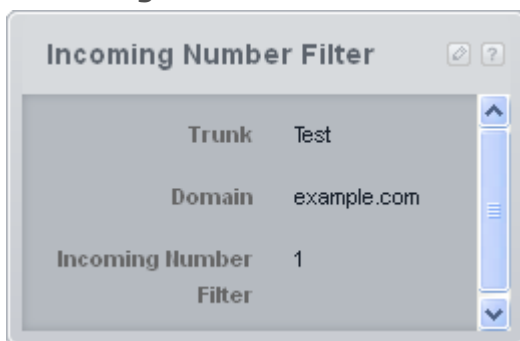 Incoming Number Filter ?
Trunk Test
Domain example.com
Incoming Number 1
Filter